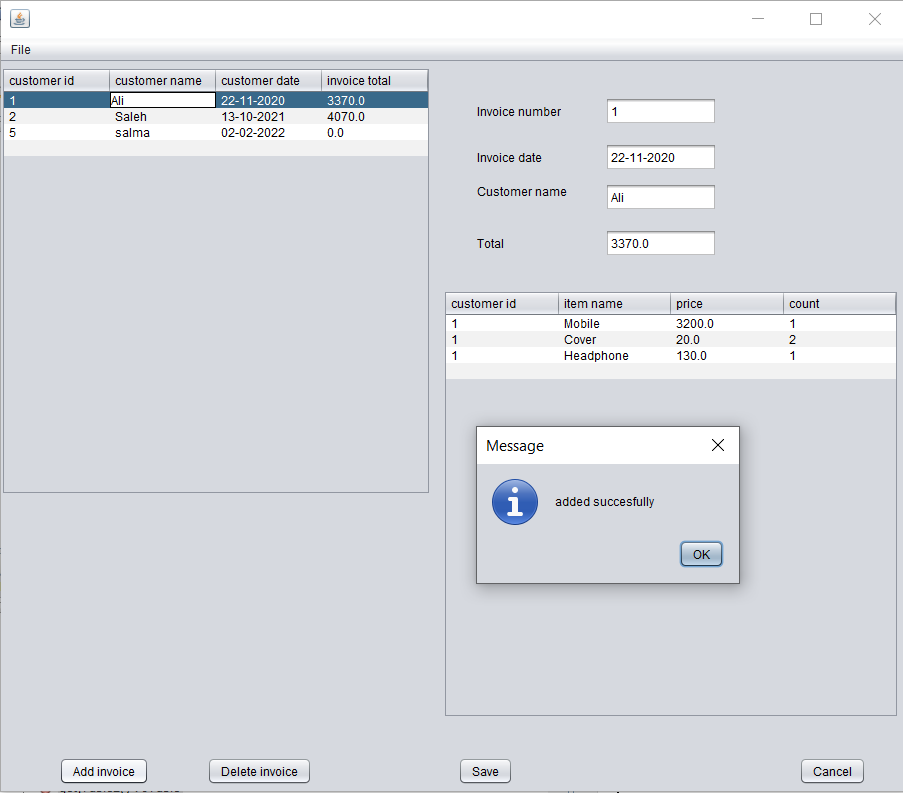 File
customer id customer name customer date invoice total
1 Ali 22-11-2020 3370.0
2 Saleh 13-10-2021 4070.0
5 salma 02-02-2022 0.0
Invoice number 1
Invoice date 22-11-2020
Customer name Ali
Total 3370.0
customer id item name price count
1 Mobile 3200.0 1
1 Cover 20.0 2
1 Headphone 130.0 1
Message
added succesfully
OK
Add invoice Delete invoice Save Cancel